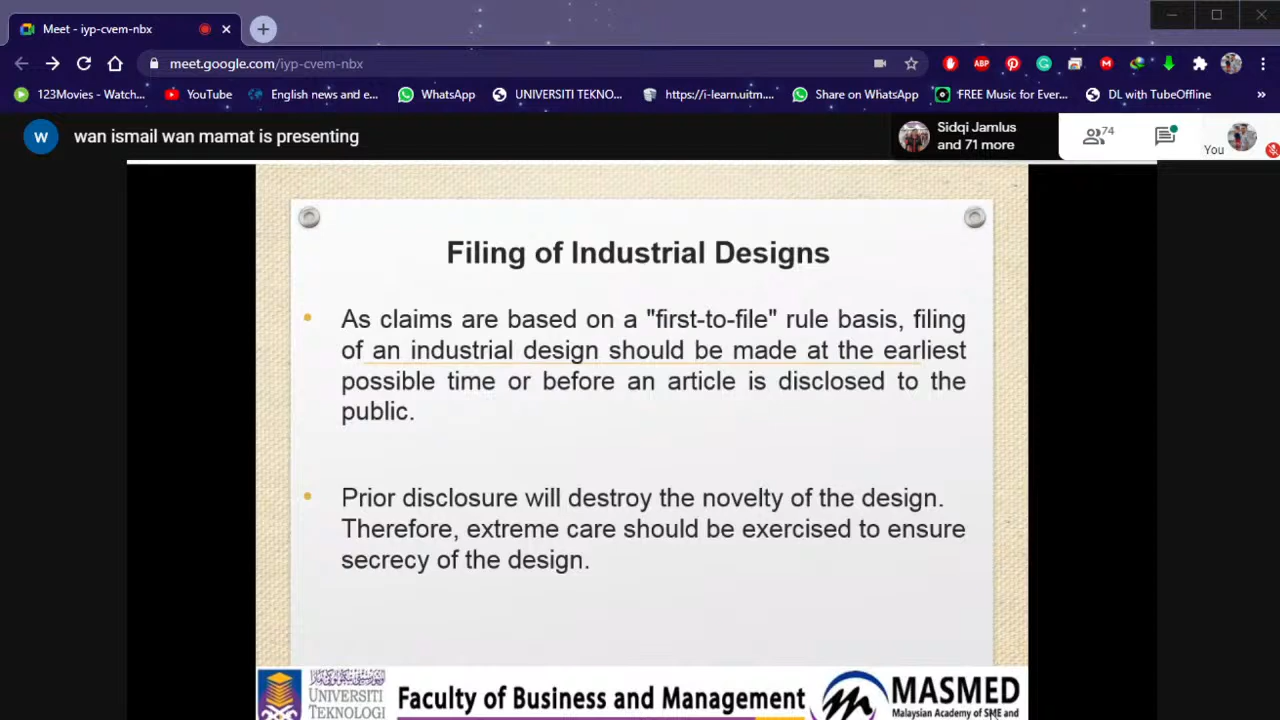 Meet - iyp-cvem-nbx
meet.google.com/iyp-cvem-nbx
ABP
123Movies - Watch...
YouTube
English news and e...
WhatsApp
UNIVERSITI TEKNO...
https://i-learn.uitm....
Share on WhatsApp
FREE Music for Ever...
DL with TubeOffline
»
W
wan ismail wan mamat is presenting
Sidqi Jamlus
and 71 more
74
You
Filing of Industrial Designs
• As claims are based on a "first-to-file" rule basis, filing
of an industrial design should be made at the earliest
possible time or before an article is disclosed to the
public.
• Prior disclosure will destroy the novelty of the design.
Therefore, extreme care should be exercised to ensure
secrecy of the design.
UNIVERSITI
TEKNOLOGI
Faculty of Business and Management
MASMED
Malaysian Academy of SME and